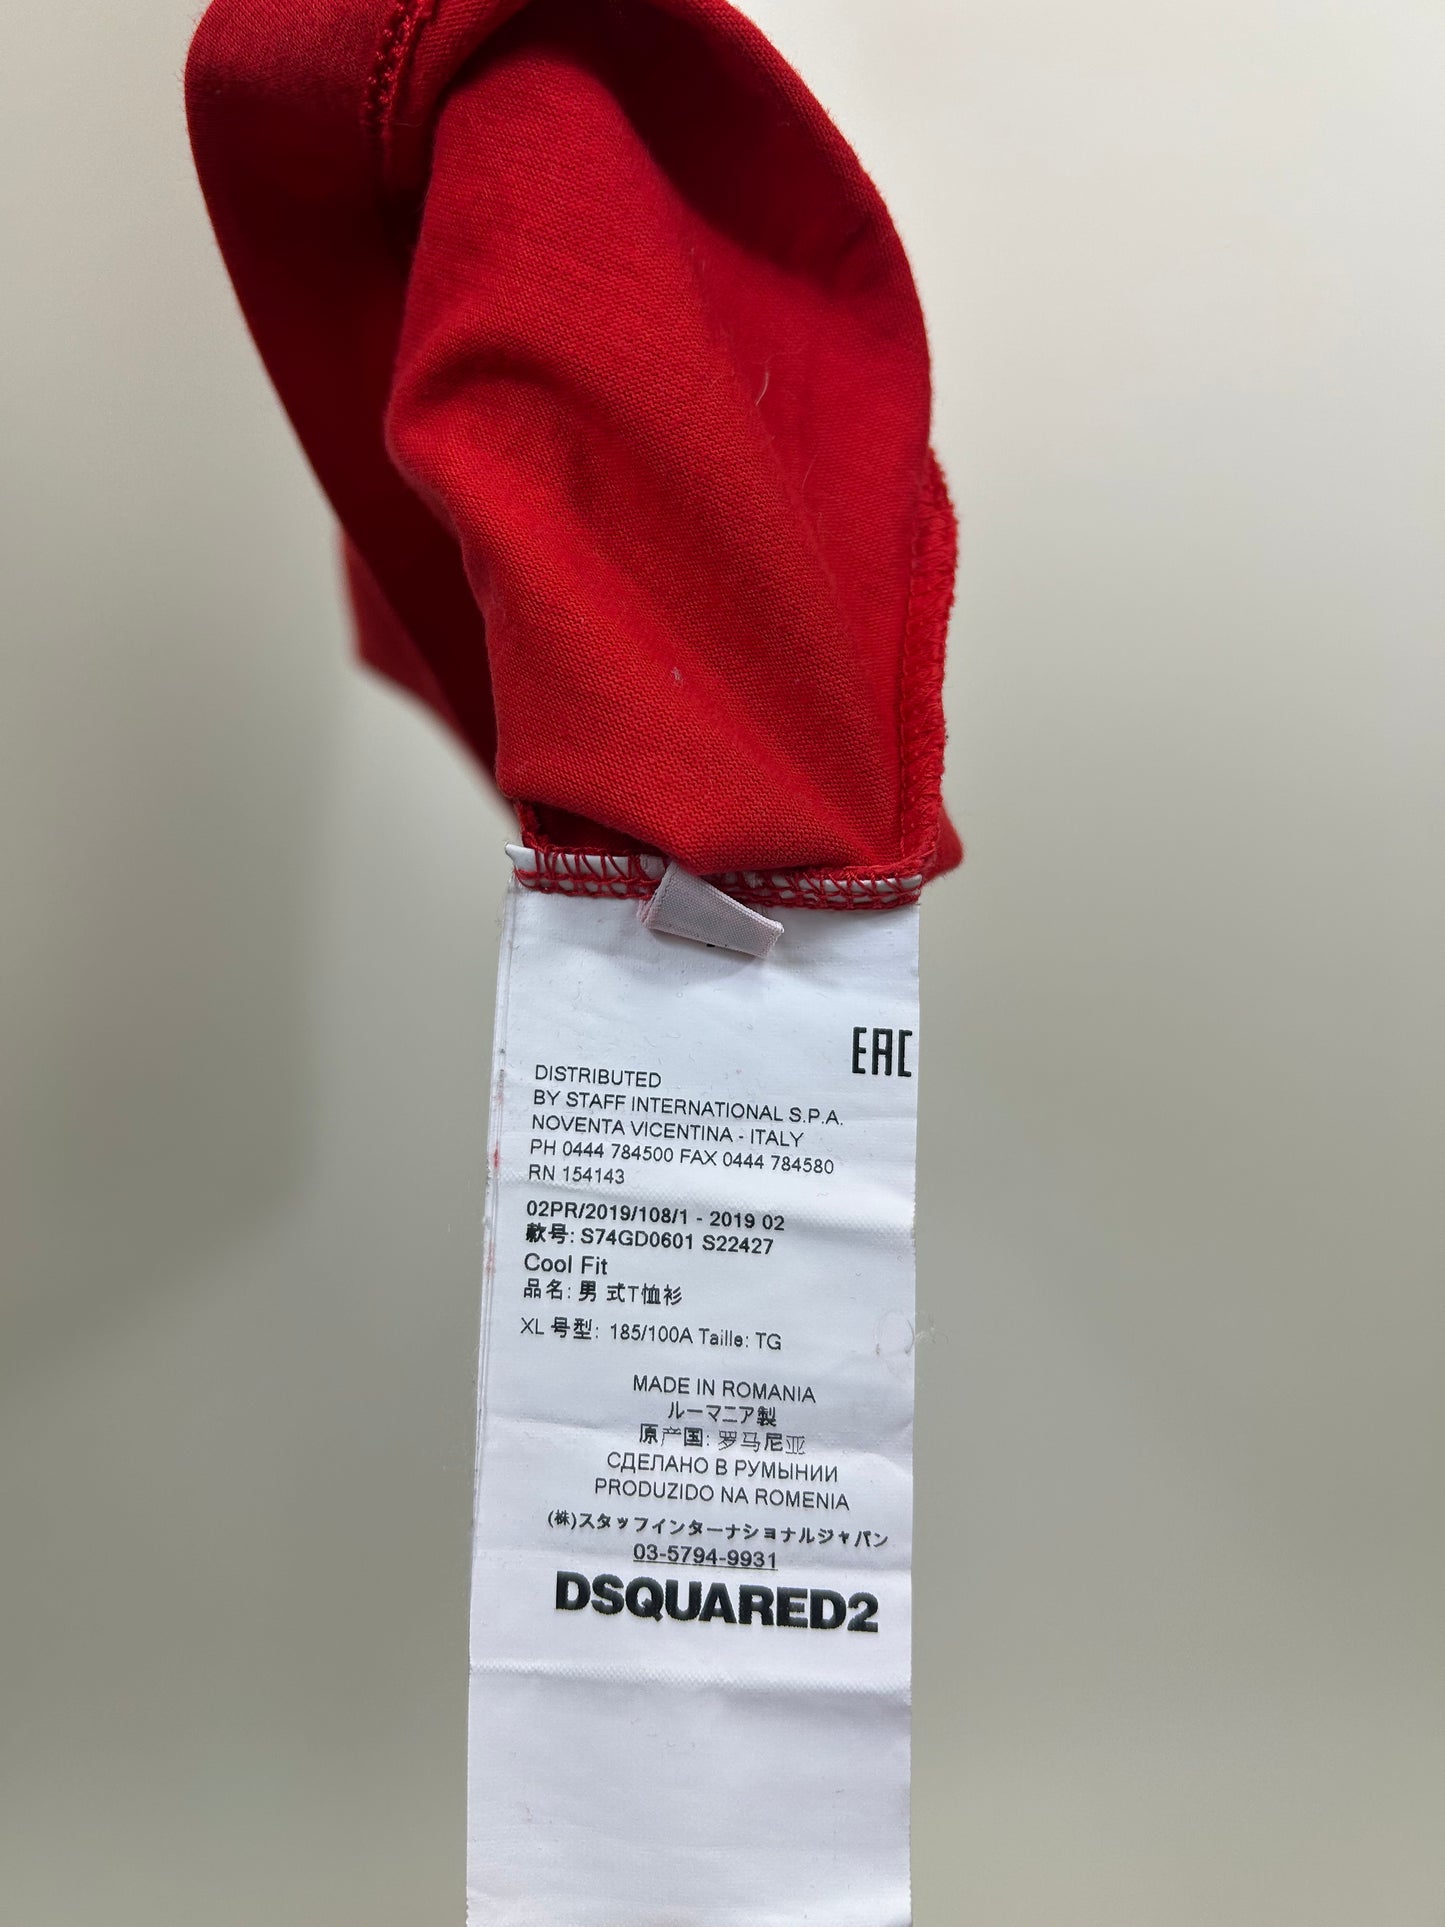 EAC
DISTRIBUTED
BY STAFF INTERNATIONAL S.P.A.
NOVENTA VICENTINA - ITALY
PH 0444 784500 FAX 0444 784580
RN 154143
02PR/2019/108/1 - 2019 02
款号: S74GD0601 S22427
Cool Fit
品名: 男 式T恤衫
XL 号型: 185/100A Taille: TG
MADE IN ROMANIA
ルーマニア製
原产国: 罗马尼亚
СДЕЛАНО В РУМЫНИИ
PRODUZIDO NA ROMENIA
(株)スタッフインターナショナルジャパン
03-5794-9931
DSQUARED2